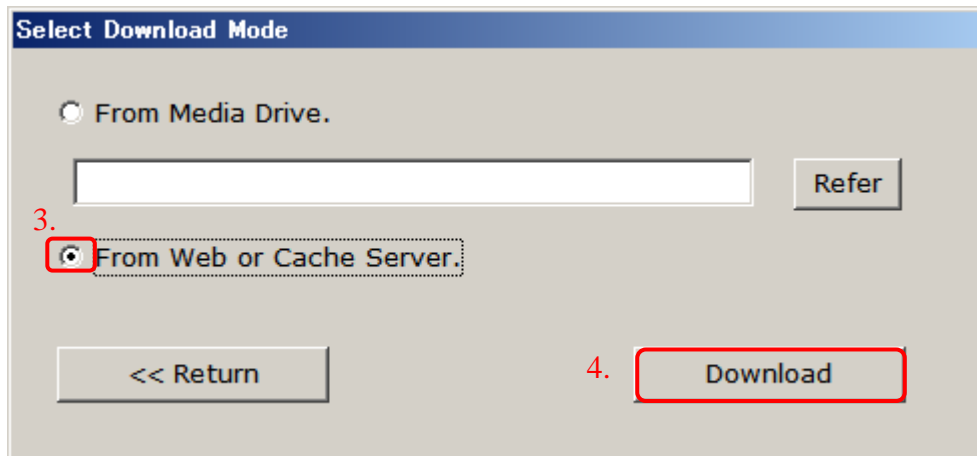 Select Download Mode
From Media Drive.
Refer
3.
From Web or Cache Server.
<< Return
4.
Download